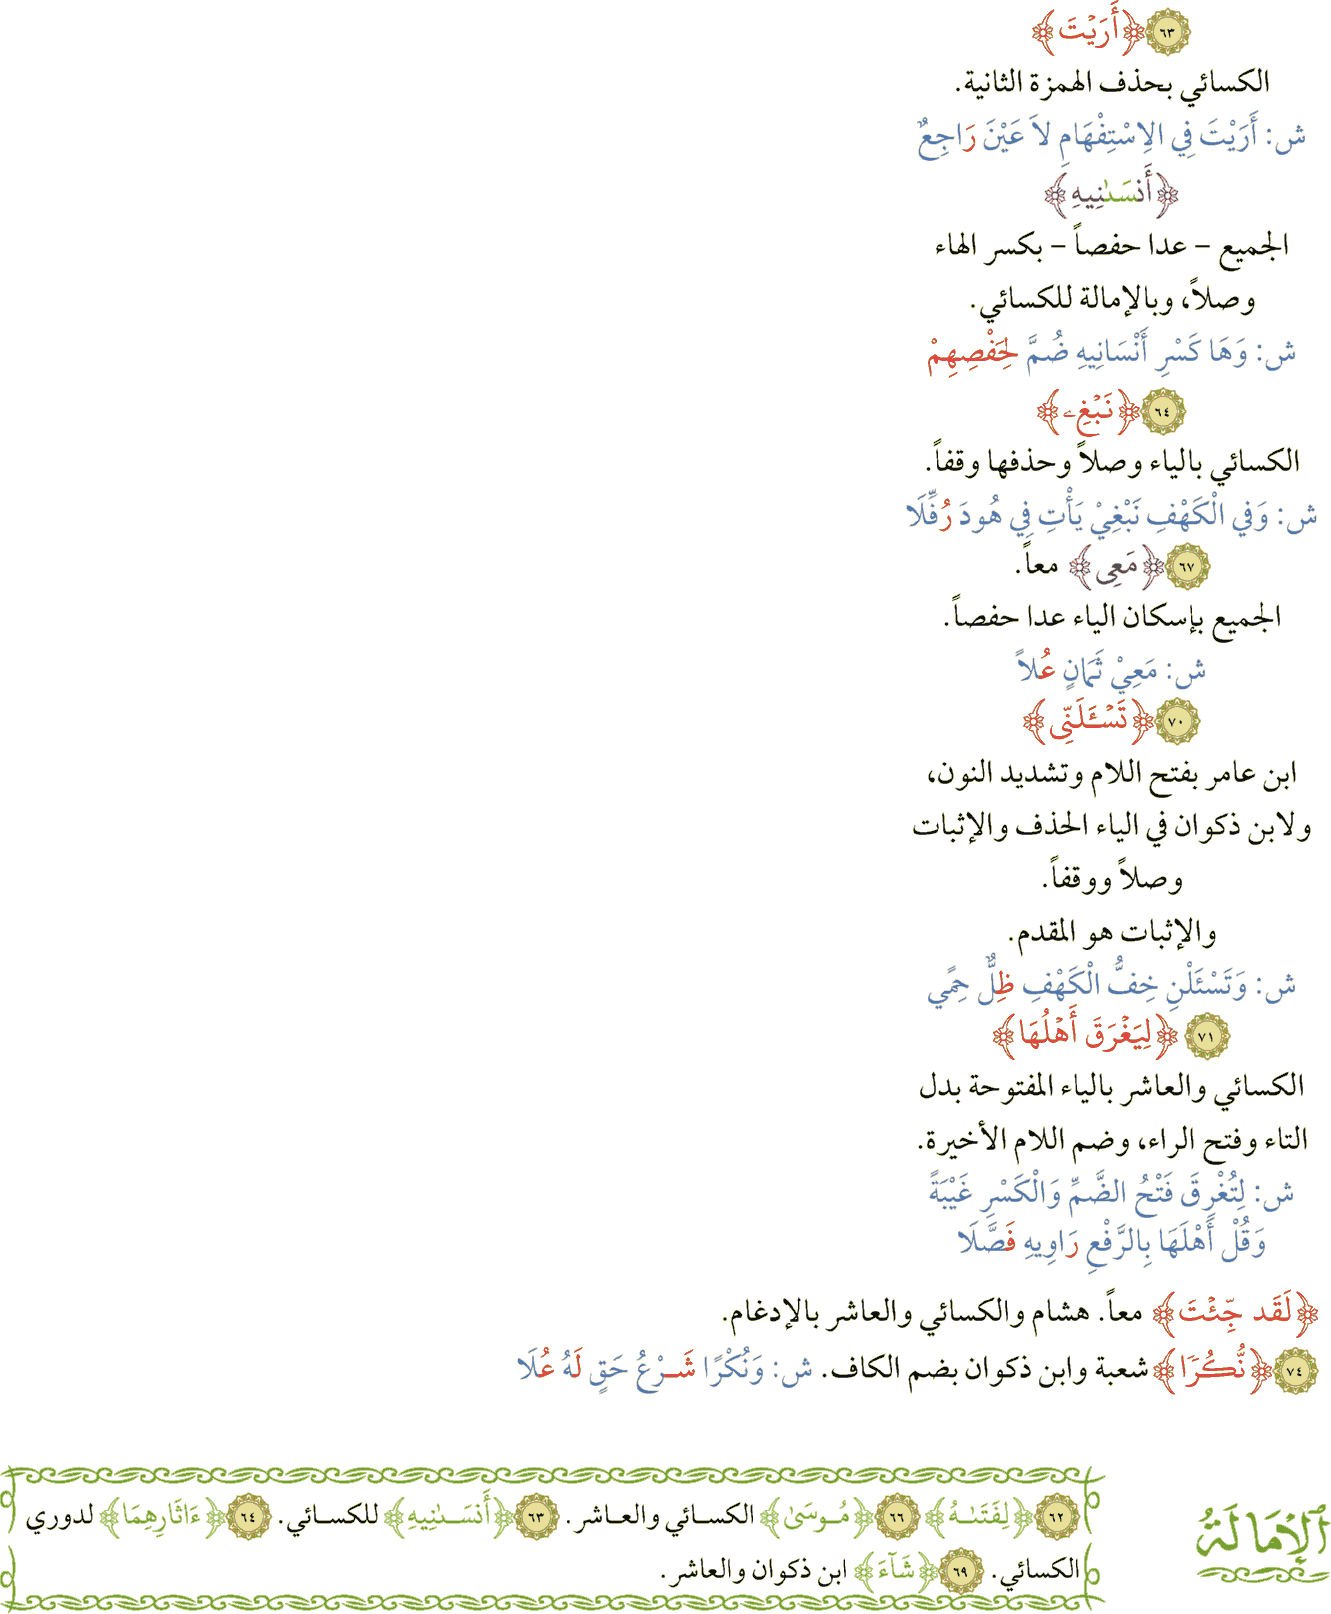 ٦٣ ﴿أَرَيْتَ﴾
الكسائي بحذف الهمزة الثانية.
ش: أَرَيْتَ فِي الِاسْتِفْهَامِ لاَ عَيْنَ رَاجِعٌ
﴿أَنسَىٰنِيهِ﴾
الجميع – عدا حفصاً – بكسر الهاء
وصلاً، وبالإمالة للكسائي.
ش: وَهَا كَسْرِ أَنْسَانِيهِ ضُمَّ لِحَفْصِهِمْ
٦٤ ﴿نَبْغِۦ﴾
الكسائي بالياء وصلاً وحذفها وقفاً.
ش: وَفي الْكَهْفِ نَبْغِيْ يَأْتِ فِي هُودَ رُفِّلَا
٦٧ ﴿مَعِى﴾ معاً.
الجميع بإسكان الياء عدا حفصاً.
ش: مَعِيْ ثَمَانٍ عُلاً
٧٠ ﴿تَسْـَٔلَنِّى﴾
ابن عامر بفتح اللام وتشديد النون،
ولابن ذكوان في الياء الحذف والإثبات
وصلاً ووقفاً.
والإثبات هو المقدم.
ش: وَتَسْئَلْنِ خِفُّ الْكَهْفِ ظِلٌّ حِمًى
٧١ ﴿لِيَغْرَقَ أَهْلُهَا﴾
الكسائي والعاشر بالياء المفتوحة بدل
التاء وفتح الراء، وضم اللام الأخيرة.
ش: لِتُغْرِقَ فَتْحُ الضَّمِّ وَالْكَسْرِ غَيْبَةً
وَقُلْ أَهْلَهَا بِالرَّفْعِ رَاوِيهِ فَصَّلَا
﴿لَقَد جِّئْتَ﴾ معاً. هشام والكسائي والعاشر بالإدغام.
٧٤ ﴿نُّكُرًا﴾ شعبة وابن ذكوان بضم الكاف. ش: وَنُكْرًا شَرْعُ حَقٍ لَهُ عُلَا
الإمالة
٦٢ ﴿لِفَتَىٰهُ﴾ ٦٦ ﴿مُوسَىٰ﴾ الكسائي والعاشر. ٦٣ ﴿أَنسَىٰنِيهِ﴾ للكسائي. ٦٤ ﴿ءَاثَارِهِمَا﴾ لدوري
الكسائي. ٦٩ ﴿شَآءَ﴾ ابن ذكوان والعاشر.